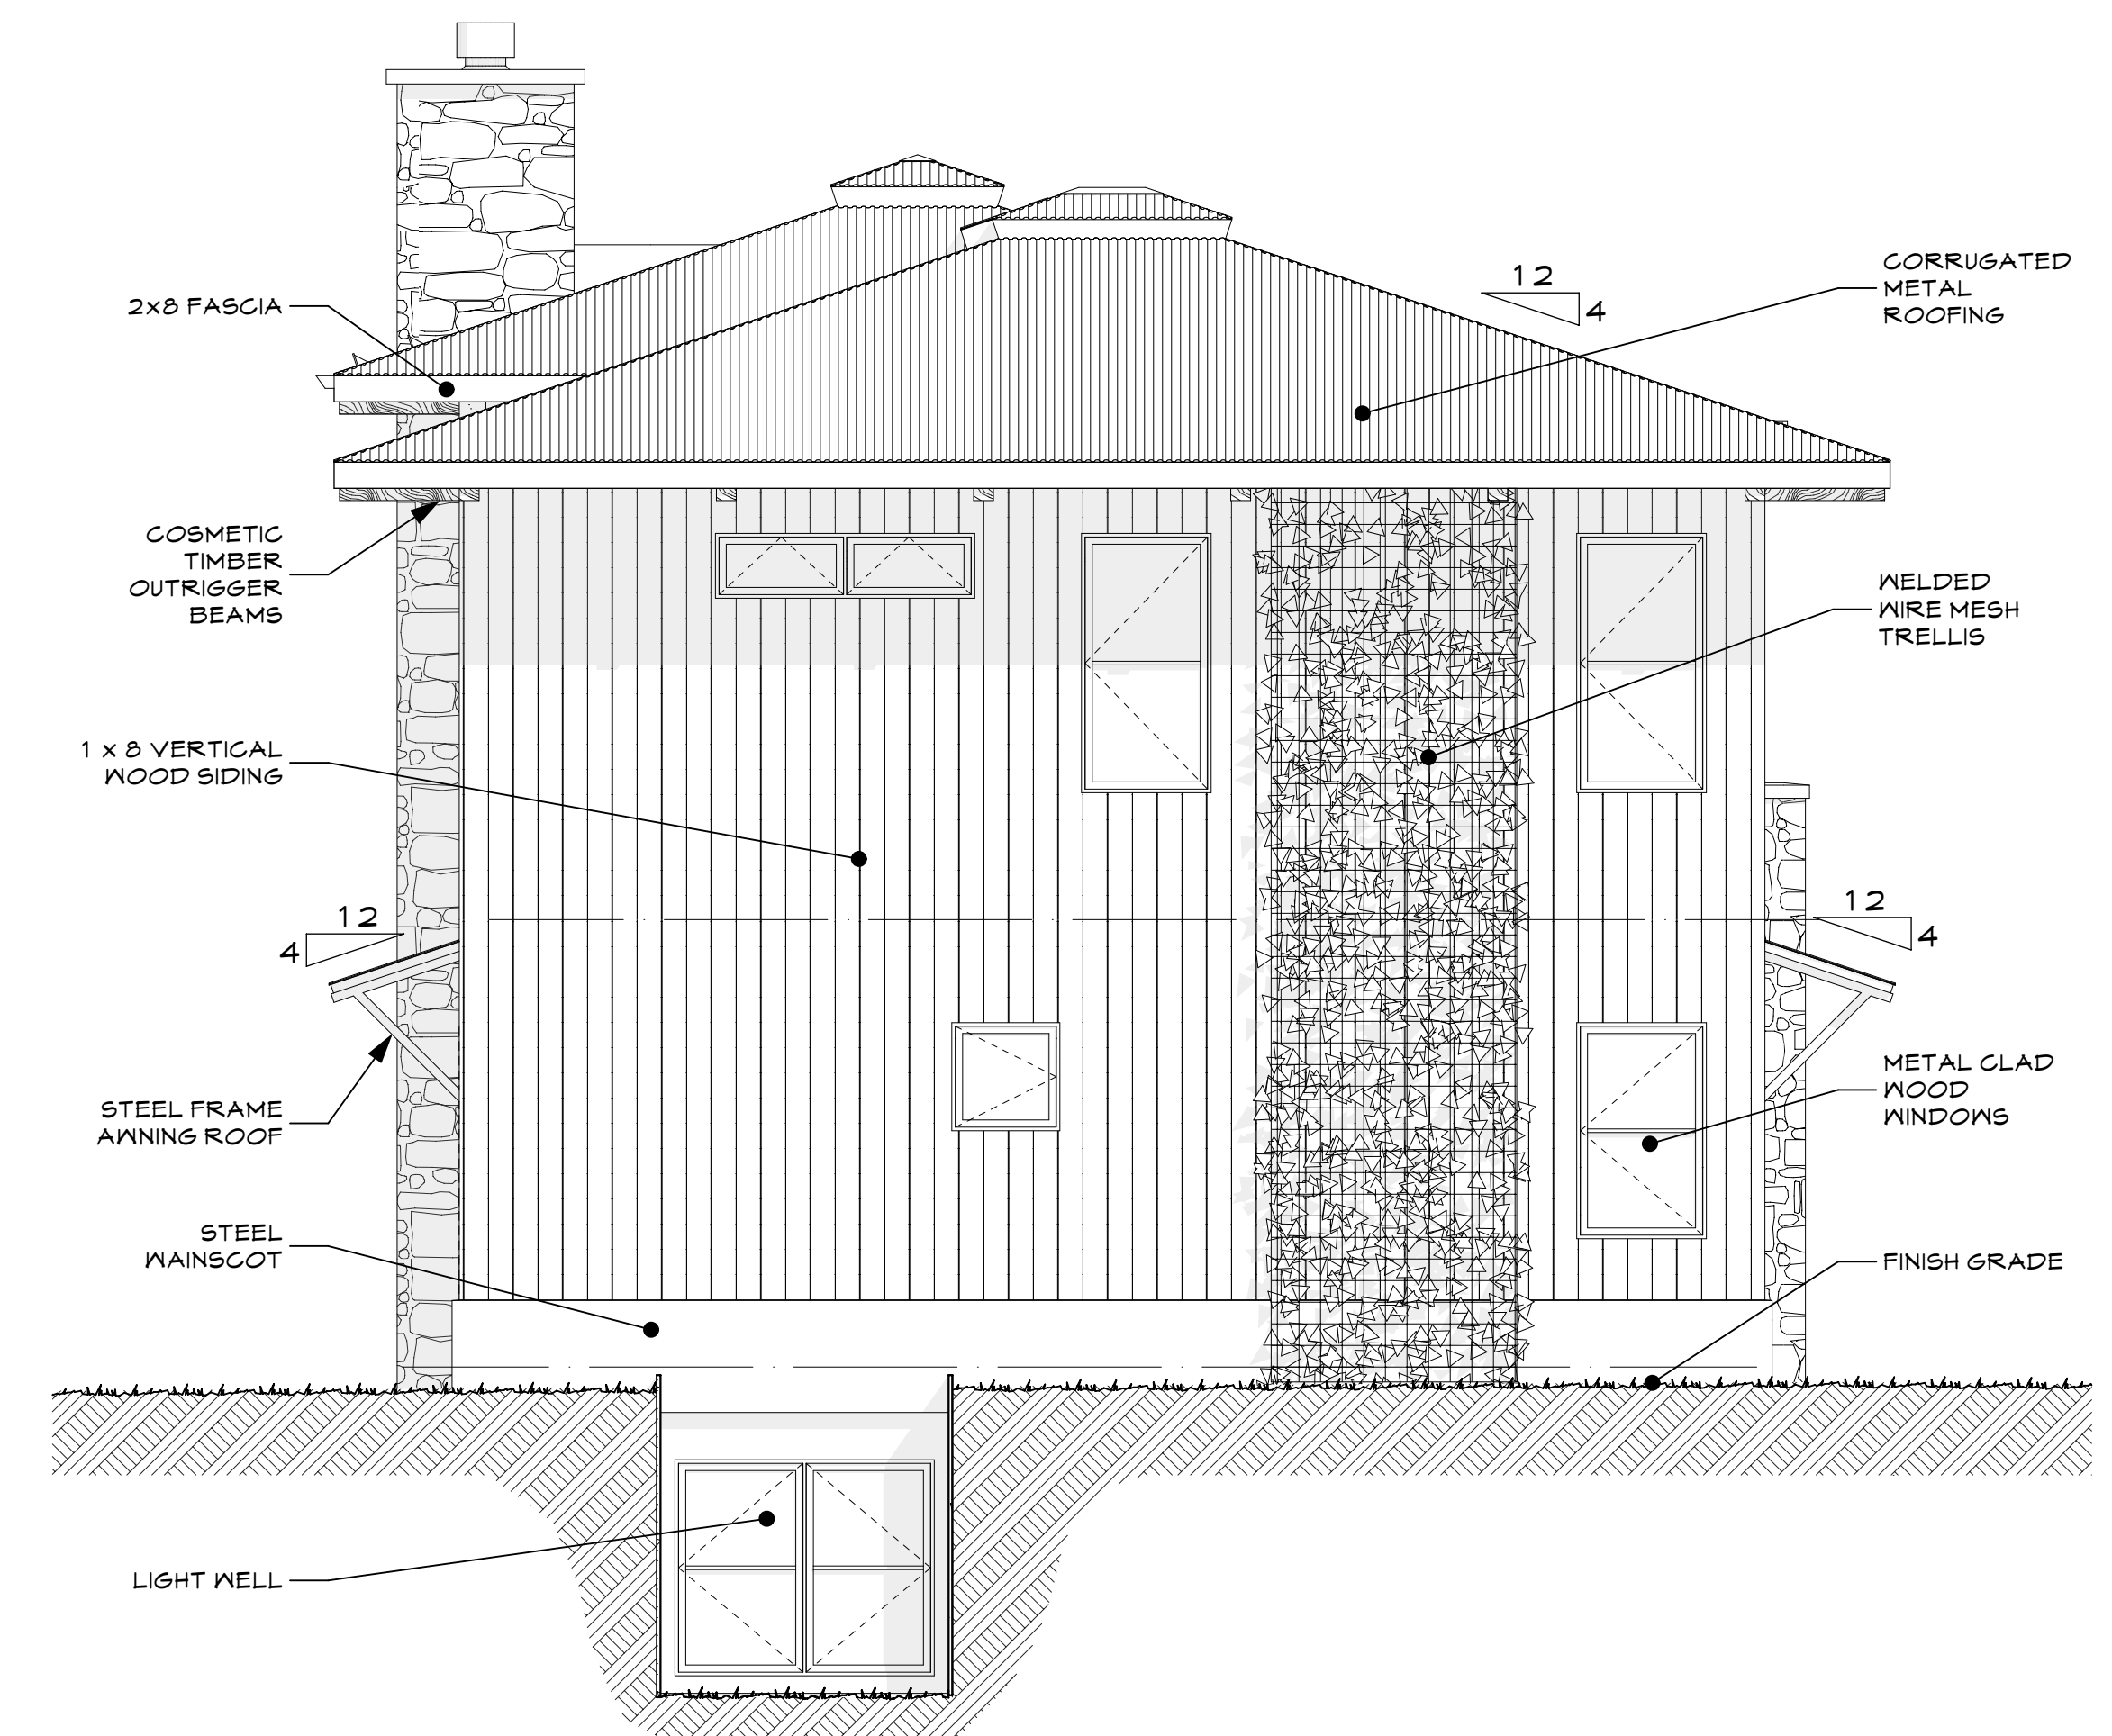 2x8 FASCIA
COSMETIC
TIMBER
OUTRIGGER
BEAMS
1 x 8 VERTICAL
WOOD SIDING
12
4
STEEL FRAME
AWNING ROOF
STEEL
WAINSCOT
LIGHT WELL
12
4
CORRUGATED
METAL
ROOFING
WELDED
WIRE MESH
TRELLIS
12
4
METAL CLAD
WOOD
WINDOWS
FINISH GRADE